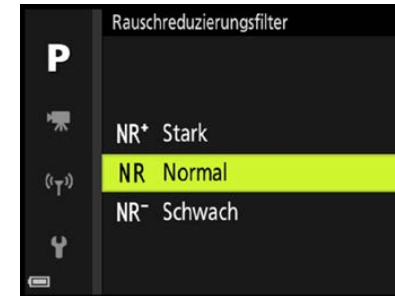 Rauschreduzierungsfilter
P
NR+ Stark
NR Normal
NR- Schwach